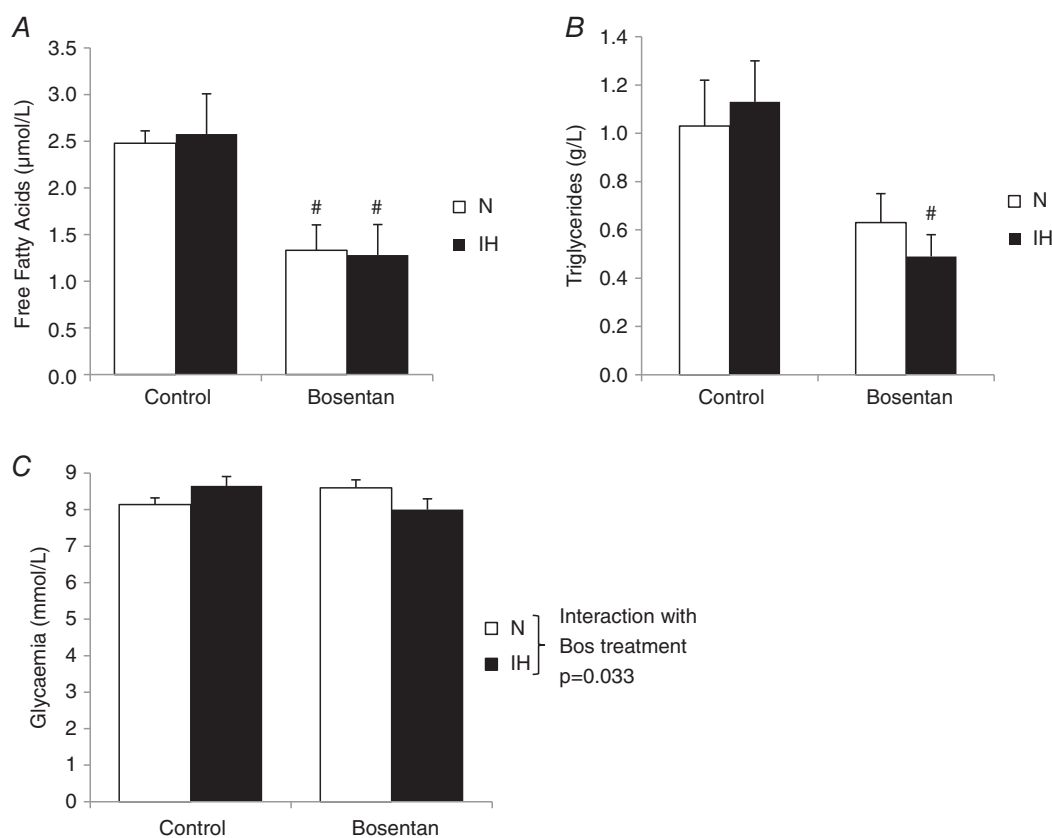 A
Free Fatty Acids (µmol/L)
3.5
3.0
2.5
2.0
1.5
1.0
0.5
0.0
# #
Control Bosentan
N
IH
B
Triglycerides (g/L)
1.4
1.2
1.0
0.8
0.6
0.4
0.2
0.0
#
Control Bosentan
N
IH
C
Glycaemia (mmol/L)
9
8
7
6
5
4
3
2
1
0
Control Bosentan
N
IH
Interaction with
Bos treatment
p=0.033